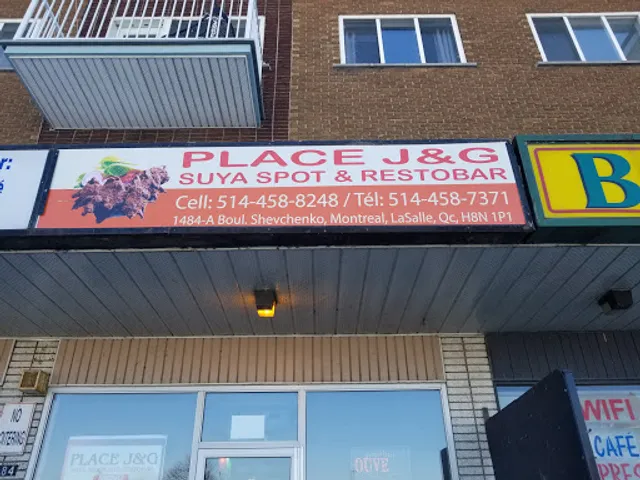 PLACE J&G
SUYA SPOT & RESTOBAR
Cell: 514-458-8248 / Tél: 514-458-7371
1484-A Boul. Shevchenko, Montreal, LaSalle, Qc, H8N 1P1
B
NO
PLACE J&G
WIFI
CAFÉ